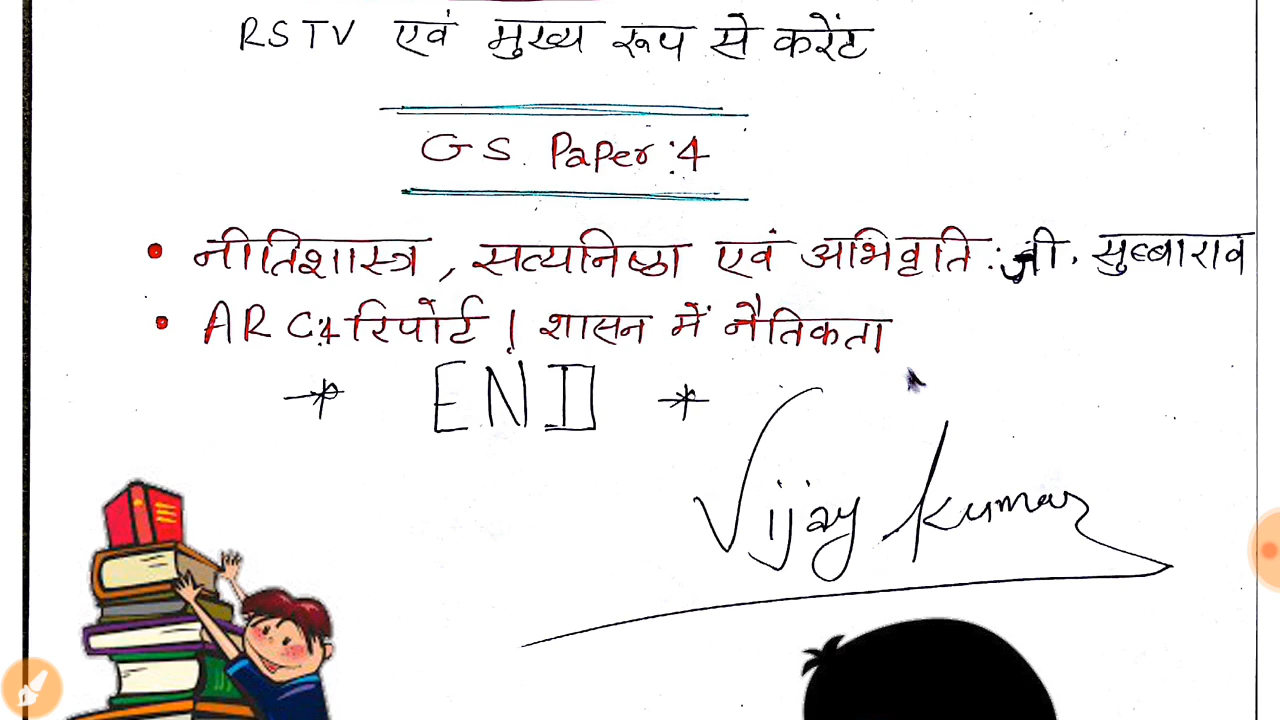 RSTV एवं मुख्य रूप से करेंट
GS. Paper:4
• नीतिशास्त्र, सत्यनिष्ठा एवं अभिवृति: जी. सुब्बाराव
• ARC:4 रिपोर्ट । शासन में नैतिकता
* END *
Vijay kumar